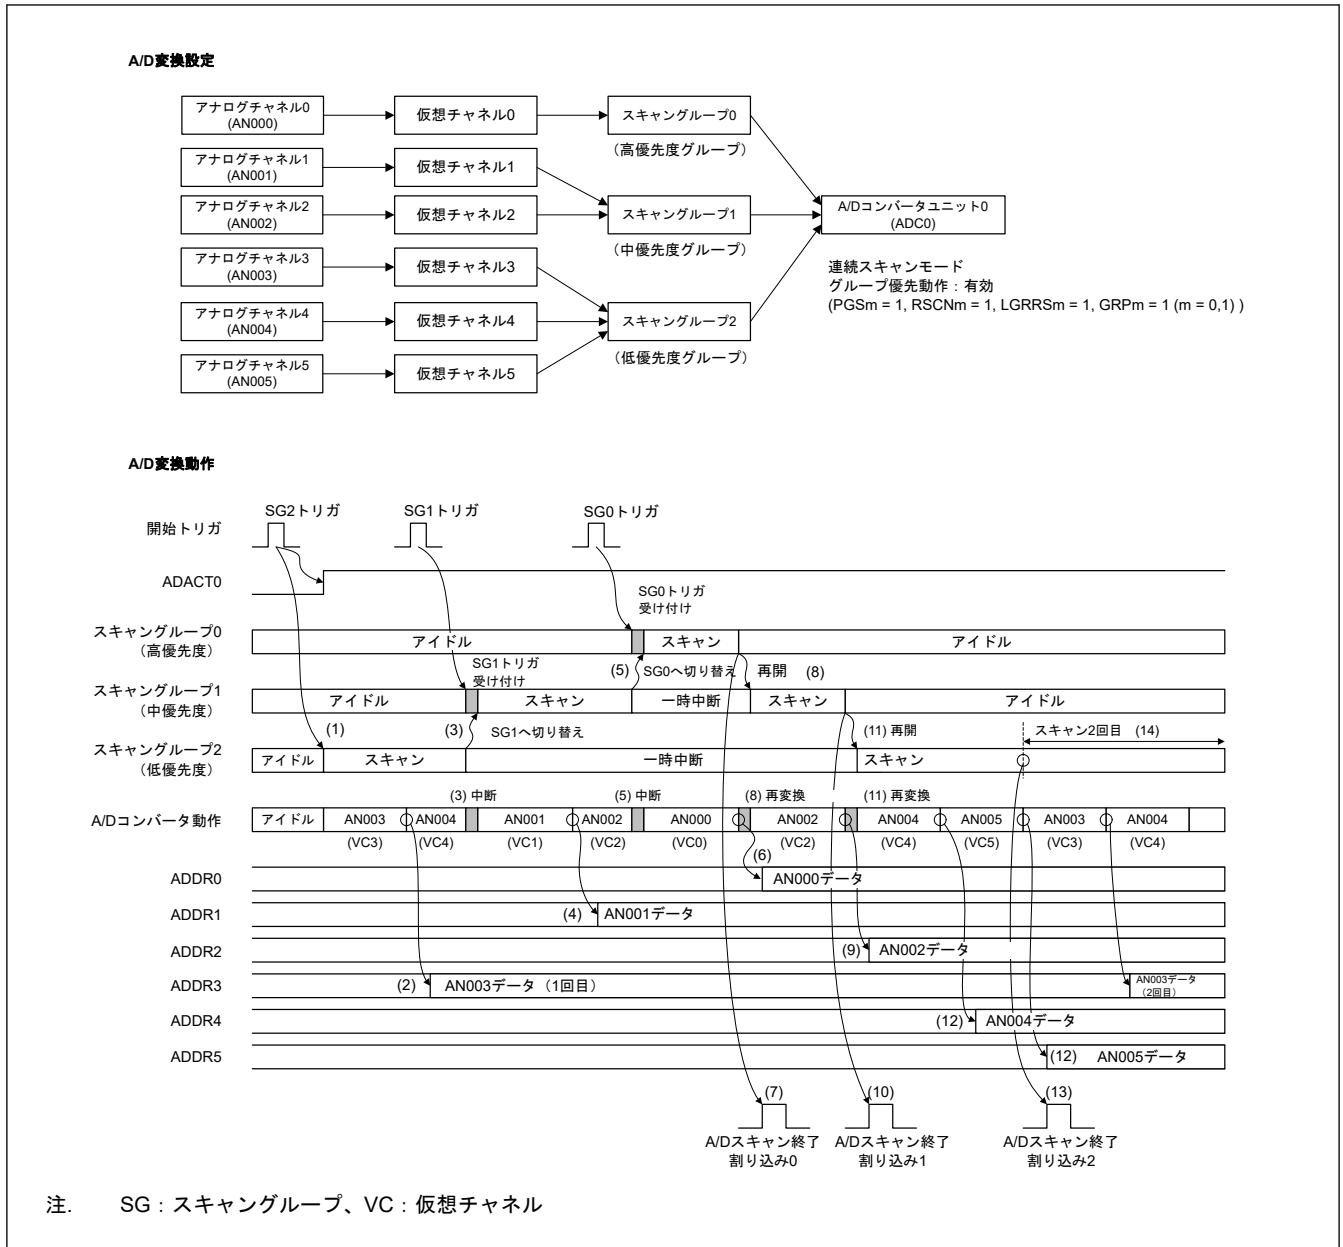 A/D変換設定
アナログチャネル0
(AN000)
仮想チャネル0
スキャングループ0
(高優先度グループ)
アナログチャネル1
(AN001)
仮想チャネル1
アナログチャネル2
(AN002)
仮想チャネル2
スキャングループ1
(中優先度グループ)
A/Dコンバータユニット0
(ADC0)
アナログチャネル3
(AN003)
仮想チャネル3
連続スキャンモード
グループ優先動作：有効
(PGSm = 1, RSCNm = 1, LGRRSm = 1, GRPm = 1 (m = 0,1) )
アナログチャネル4
(AN004)
仮想チャネル4
スキャングループ2
(低優先度グループ)
アナログチャネル5
(AN005)
仮想チャネル5
A/D変換動作
開始トリガ
SG2トリガ
SG1トリガ
SG0トリガ
ADACT0
SG0トリガ
受け付け
スキャングループ0
（高優先度）
アイドル
スキャン
アイドル
SG1トリガ
受け付け
(5)
SG0へ切り替え
再開
(8)
スキャングループ1
（中優先度）
アイドル
スキャン
一時中断
スキャン
アイドル
(1)
(3)
SG1へ切り替え
(11) 再開
スキャン2回目 (14)
スキャングループ2
（低優先度）
アイドル
スキャン
一時中断
スキャン
(3) 中断
(5) 中断
(8) 再変換
(11) 再変換
A/Dコンバータ動作
アイドル
AN003
AN004
AN001
AN002
AN000
AN002
AN004
AN005
AN003
AN004
(VC3)
(VC4)
(VC1)
(VC2)
(VC0)
(VC2)
(VC4)
(VC5)
(VC3)
(VC4)
(6)
ADDR0
AN000データ
ADDR1
(4)
AN001データ
ADDR2
(9)
AN002データ
ADDR3
(2)
AN003データ（1回目）
AN003データ
（2回目）
ADDR4
(12)
AN004データ
ADDR5
(12)
AN005データ
(7)
(10)
(13)
A/Dスキャン終了
割り込み0
A/Dスキャン終了
割り込み1
A/Dスキャン終了
割り込み2
注. SG：スキャングループ、VC：仮想チャネル